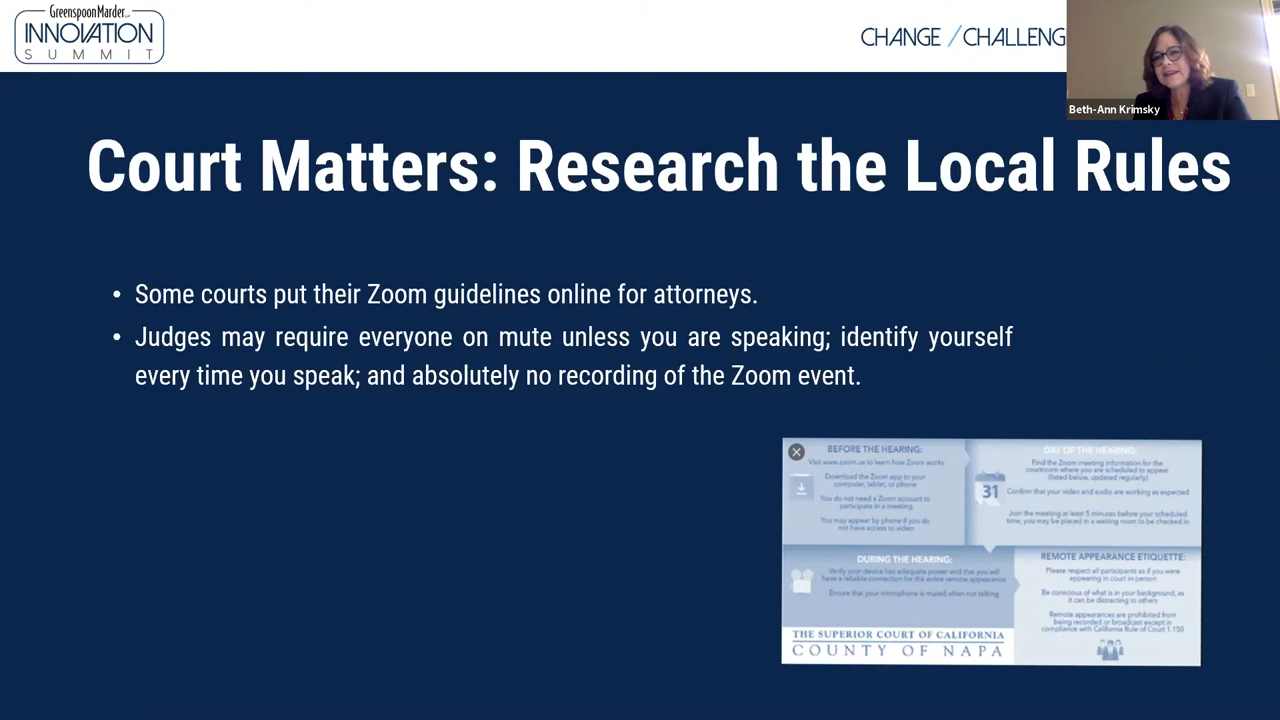 GreenspoonMarder LLP
INNOVATION
SUMMIT
CHANGE / CHALLENG
Beth-Ann Krimsky
Court Matters: Research the Local Rules
• Some courts put their Zoom guidelines online for attorneys.
• Judges may require everyone on mute unless you are speaking; identify yourself
every time you speak; and absolutely no recording of the Zoom event.
BEFORE THE HEARING:
Visit www.zoom.us to learn how Zoom works
Download the Zoom app to your
computer, tablet, or phone
You do not need a Zoom account to
participate in a meeting
You may appear by phone if you do
not have access to video
DAY OF THE HEARING:
Find the Zoom meeting information for the
courtroom where you are scheduled to appear
(listed below, updated regularly)
31
Confirm that your video and audio are working as expected
Join the meeting at least 5 minutes before your scheduled
time, you may be placed in a waiting room to be checked in
DURING THE HEARING:
Verify your device has adequate power and that you will
have a reliable connection for the entire remote appearance
Ensure that your microphone is muted when not talking
REMOTE APPEARANCE ETIQUETTE:
Please respect all participants as if you were
appearing in court in person
Be conscious of what is in your background, as
it can be distracting to others
Remote appearances are prohibited from
being recorded or broadcast except in
compliance with California Rule of Court 1.150
THE SUPERIOR COURT OF CALIFORNIA
COUNTY OF NAPA